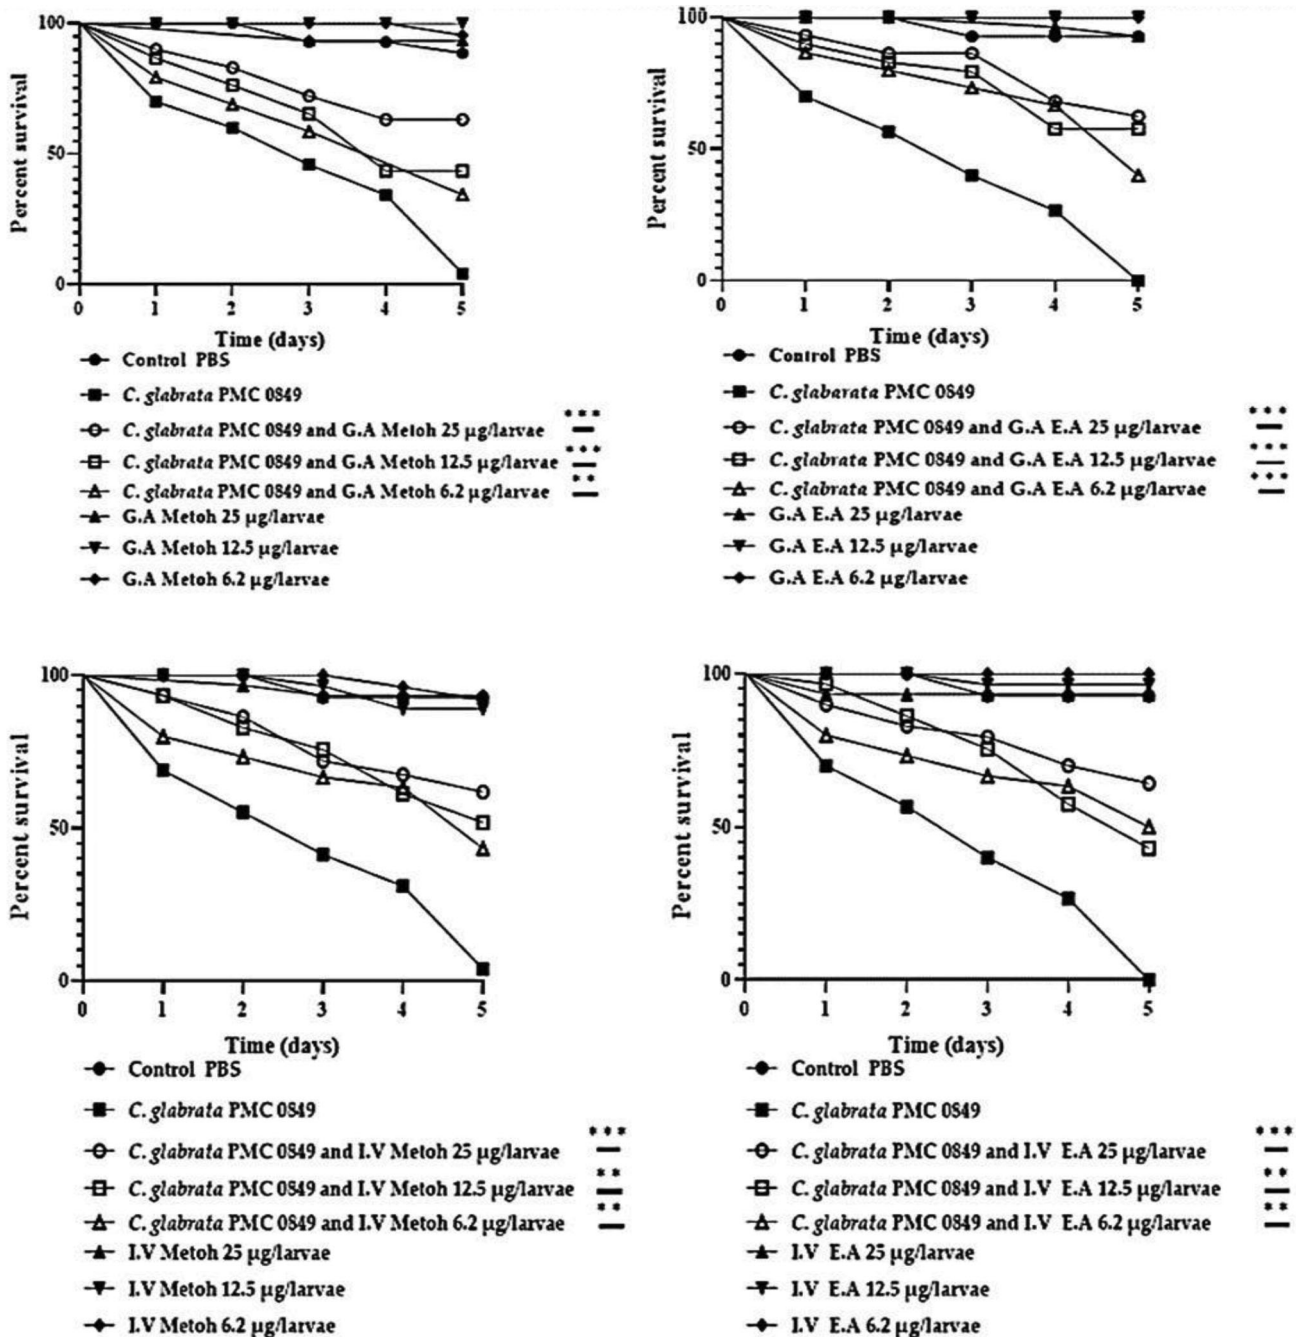 100
50
0
Percent survival
0 1 2 3 4 5
Time (days)
Control PBS
C. glabrata PMC 0849
C. glabrata PMC 0849 and G.A Metoh 25 µg/larvae ***
C. glabrata PMC 0849 and G.A Metoh 12.5 µg/larvae ***
C. glabrata PMC 0849 and G.A Metoh 6.2 µg/larvae **
G.A Metoh 25 µg/larvae
G.A Metoh 12.5 µg/larvae
G.A Metoh 6.2 µg/larvae
100
50
0
Percent survival
0 1 2 3 4 5
Time (days)
Control PBS
C. glabarata PMC 0849
C. glabrata PMC 0849 and G.A E.A 25 µg/larvae ***
C. glabrata PMC 0849 and G.A E.A 12.5 µg/larvae ***
C. glabrata PMC 0849 and G.A E.A 6.2 µg/larvae ***
G.A E.A 25 µg/larvae
G.A E.A 12.5 µg/larvae
G.A E.A 6.2 µg/larvae
100
50
0
Percent survival
0 1 2 3 4 5
Time (days)
Control PBS
C. glabrata PMC 0849
C. glabrata PMC 0849 and I.V Metoh 25 µg/larvae ***
C. glabrata PMC 0849 and I.V Metoh 12.5 µg/larvae **
C. glabrata PMC 0849 and I.V Metoh 6.2 µg/larvae **
I.V Metoh 25 µg/larvae
I.V Metoh 12.5 µg/larvae
I.V Metoh 6.2 µg/larvae
100
50
0
Percent survival
0 1 2 3 4 5
Time (days)
Control PBS
C. glabrata PMC 0849
C. glabrata PMC 0849 and I.V E.A 25 µg/larvae ***
C. glabrata PMC 0849 and I.V E.A 12.5 µg/larvae **
C. glabrata PMC 0849 and I.V E.A 6.2 µg/larvae **
I.V E.A 25 µg/larvae
I.V E.A 12.5 µg/larvae
I.V E.A 6.2 µg/larvae